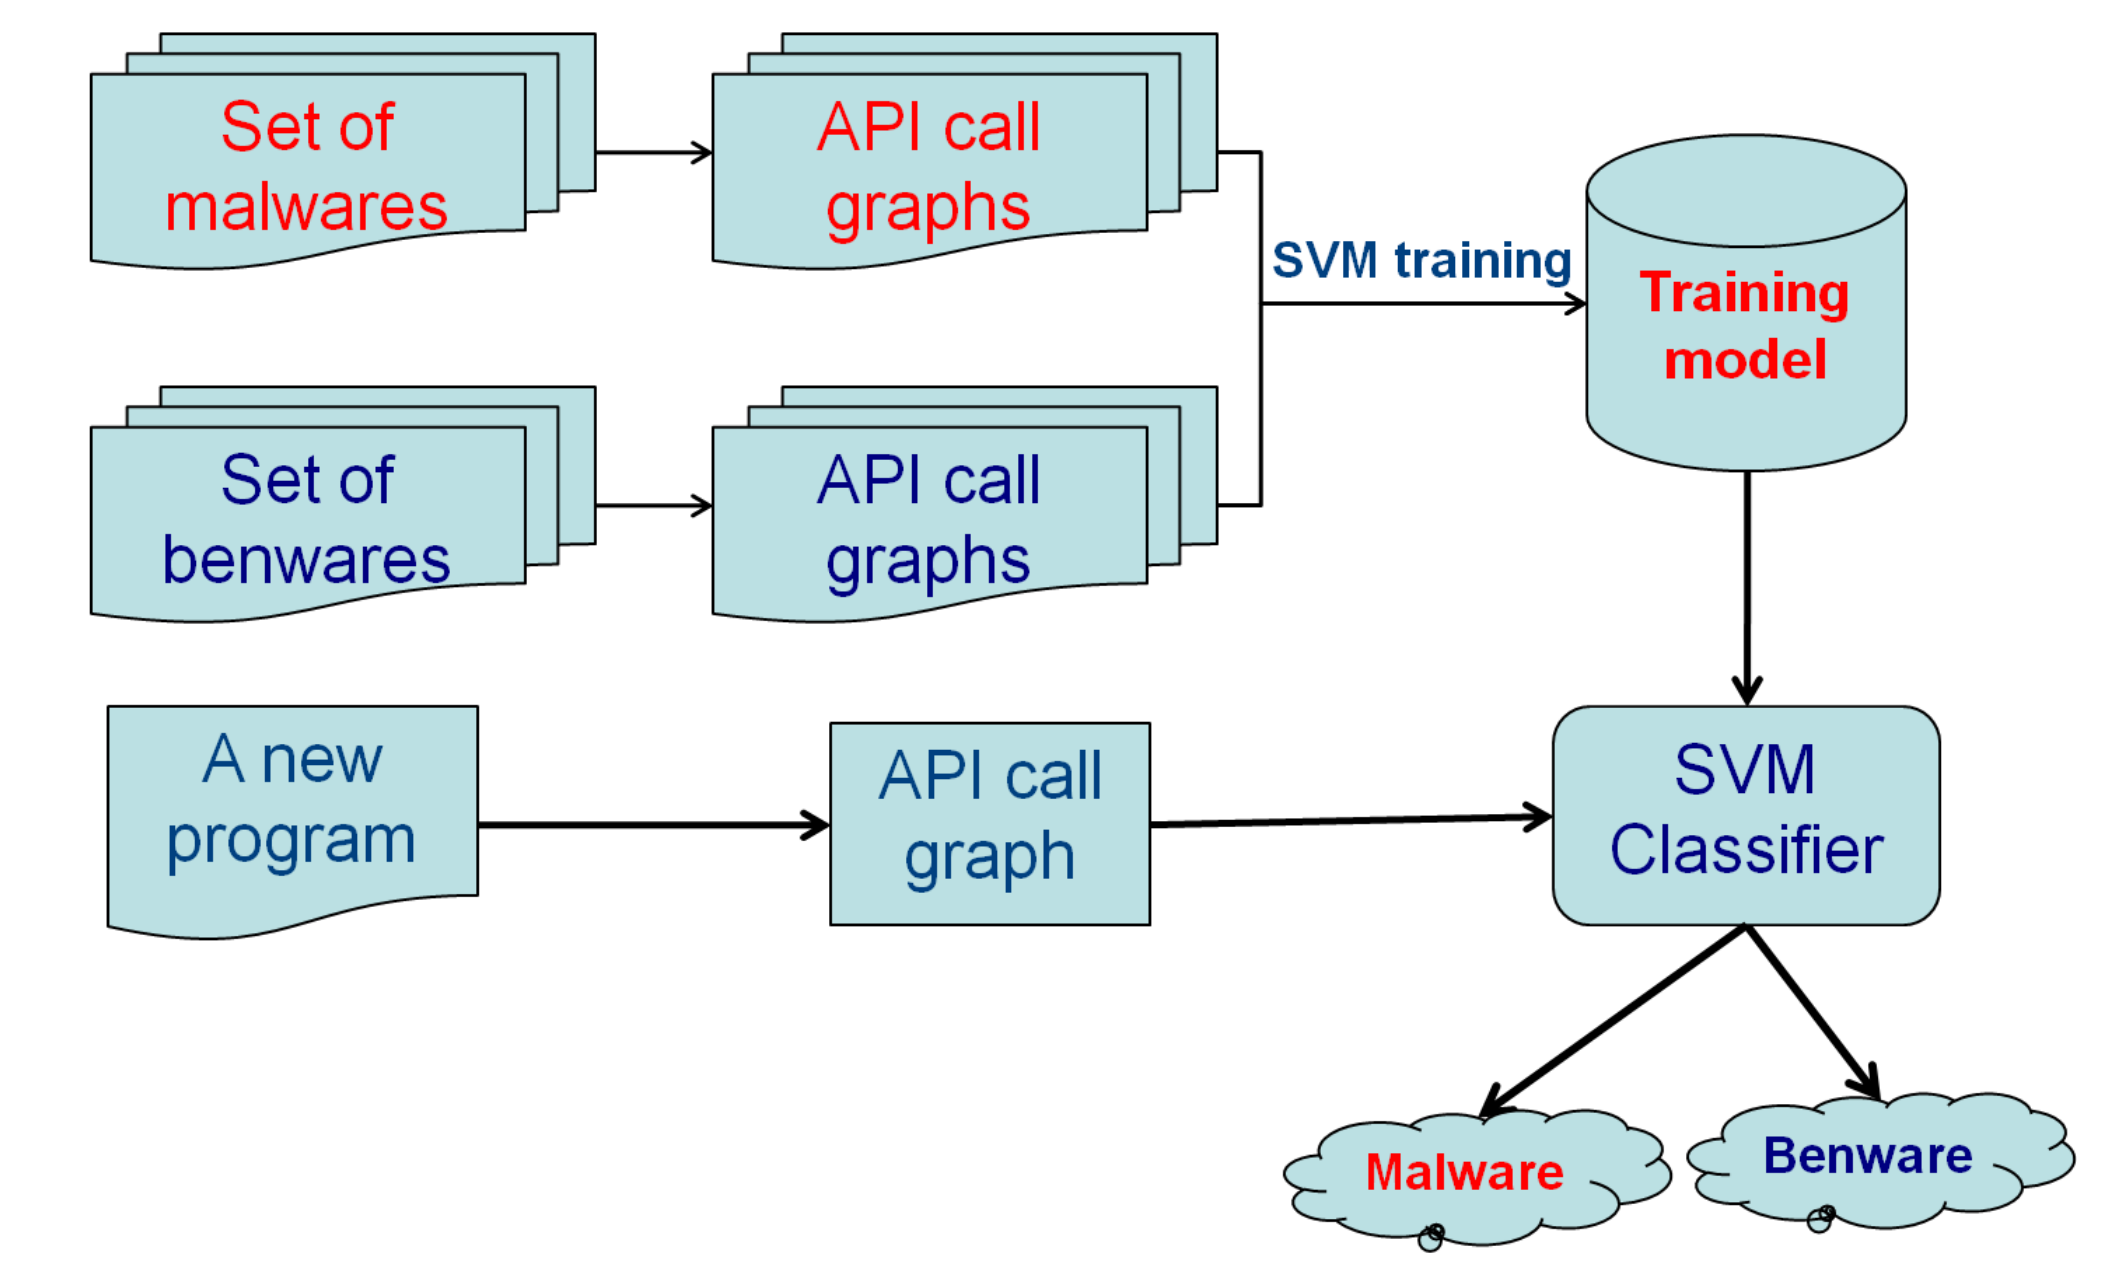 Set of
malwares
API call
graphs
SVM training
Training
model
Set of
benwares
API call
graphs
A new
program
API call
graph
SVM
Classifier
Malware
Benware